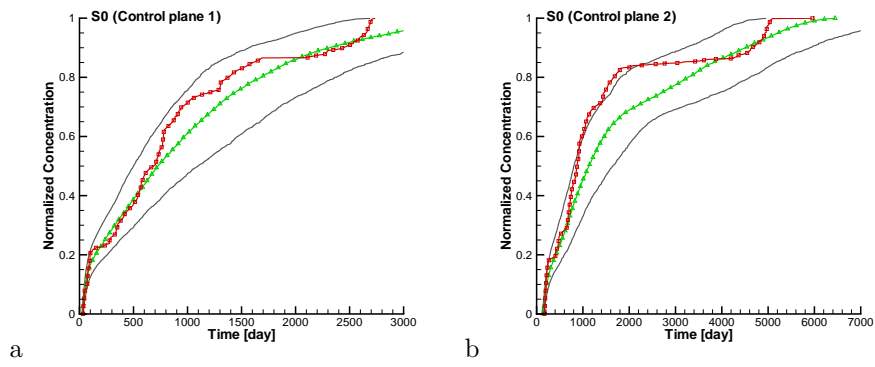 S0 (Control plane 1)
Normalized Concentration
1
0.8
0.6
0.4
0.2
0
0 500 1000 1500 2000 2500 3000
Time [day]
a
S0 (Control plane 2)
Normalized Concentration
1
0.8
0.6
0.4
0.2
0
0 1000 2000 3000 4000 5000 6000 7000
Time [day]
b